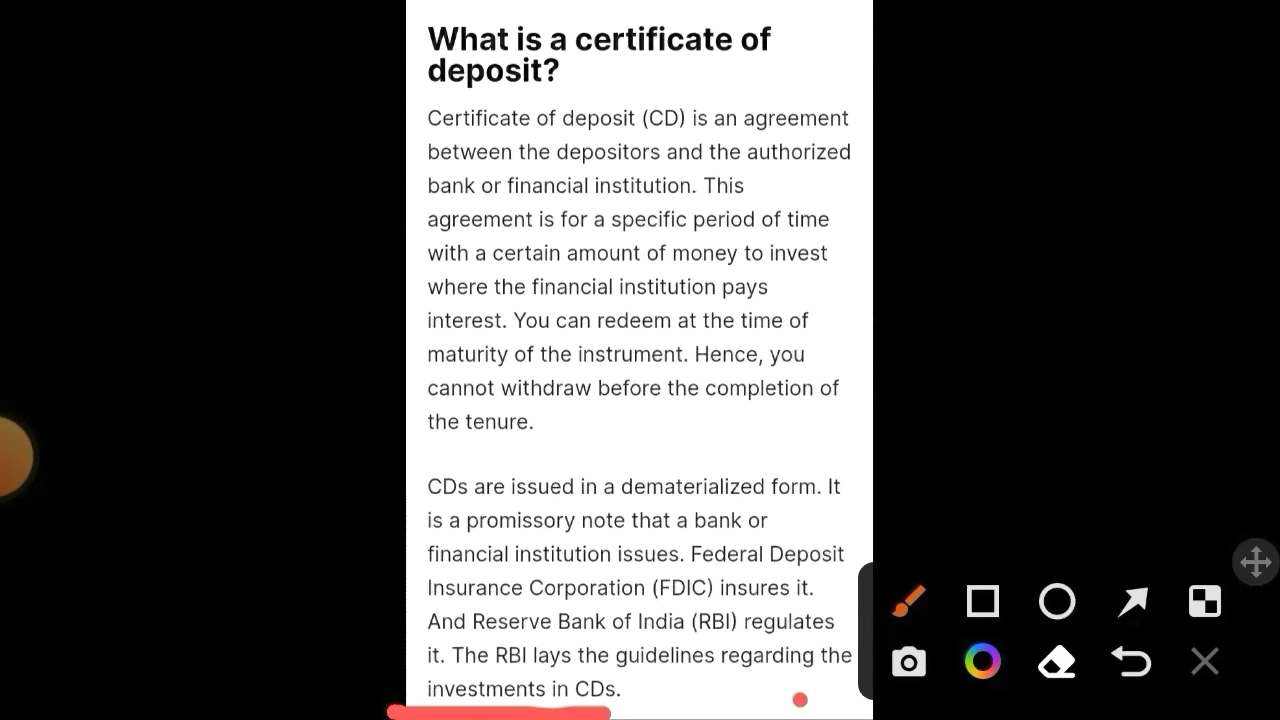 What is a certificate of
deposit?
Certificate of deposit (CD) is an agreement
between the depositors and the authorized
bank or financial institution. This
agreement is for a specific period of time
with a certain amount of money to invest
where the financial institution pays
interest. You can redeem at the time of
maturity of the instrument. Hence, you
cannot withdraw before the completion of
the tenure.
CDs are issued in a dematerialized form. It
is a promissory note that a bank or
financial institution issues. Federal Deposit
Insurance Corporation (FDIC) insures it.
And Reserve Bank of India (RBI) regulates
it. The RBI lays the guidelines regarding the
investments in CDs.